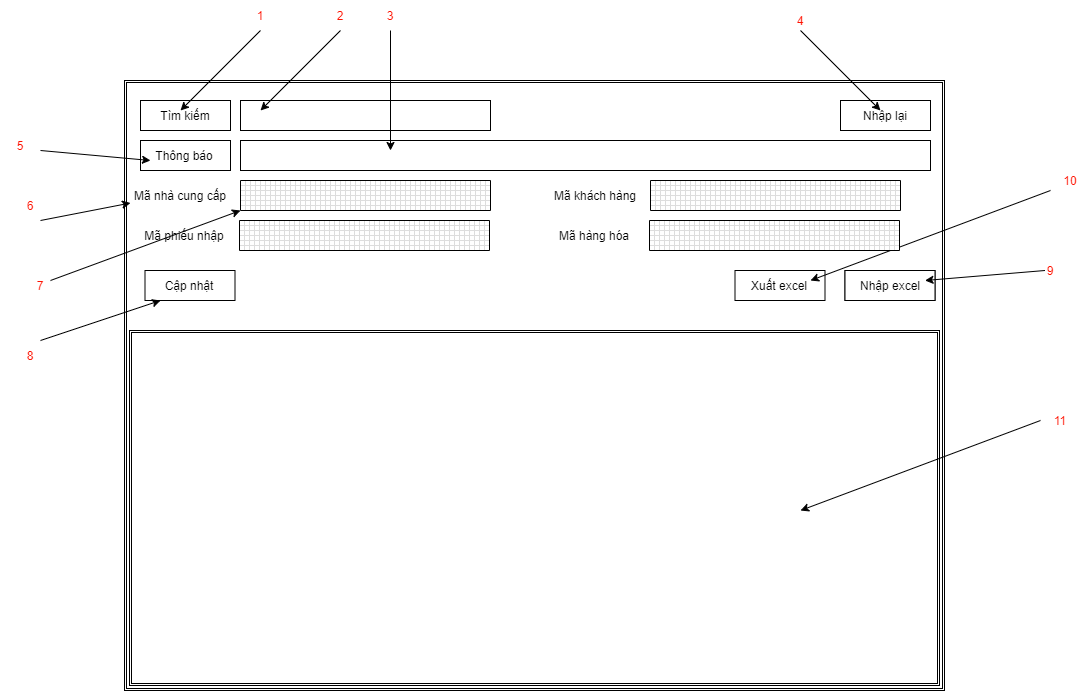 1 2 3 4
Tìm kiếm Nhập lại
5 Thông báo
6 Mã nhà cung cấp Mã khách hàng 10
Mã phiếu nhập Mã hàng hóa
7 Cập nhật Xuất excel Nhập excel 9
8
11